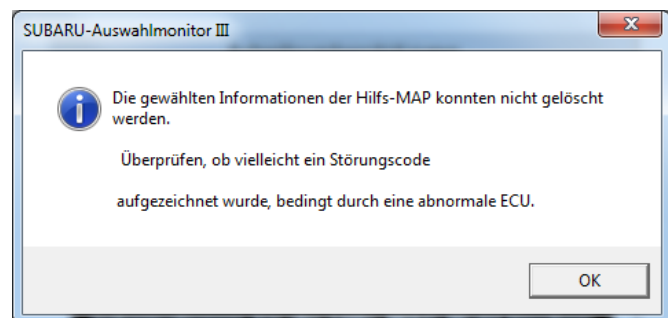 SUBARU-Auswahlmonitor III
Die gewählten Informationen der Hilfs-MAP konnten nicht gelöscht
werden.
Überprüfen, ob vielleicht ein Störungscode
aufgezeichnet wurde, bedingt durch eine abnormale ECU.
OK